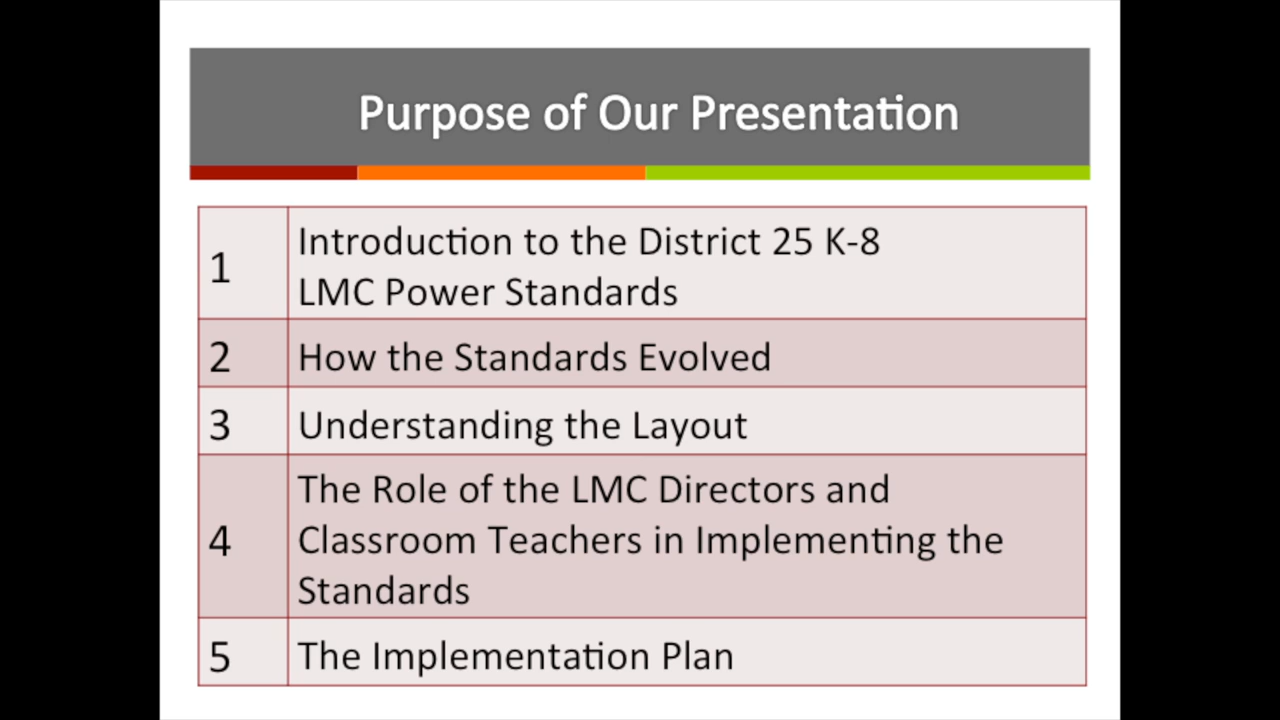 Purpose of Our Presentation
1
Introduction to the District 25 K-8
LMC Power Standards
2
How the Standards Evolved
3
Understanding the Layout
4
The Role of the LMC Directors and
Classroom Teachers in Implementing the
Standards
5
The Implementation Plan